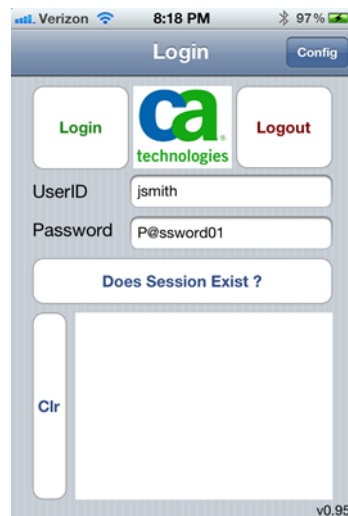 Verizon 8:18 PM 97%
Login Config
Login
ca.
technologies
Logout
UserID jsmith
Password P@ssword01
Does Session Exist ?
Clr
v0.95